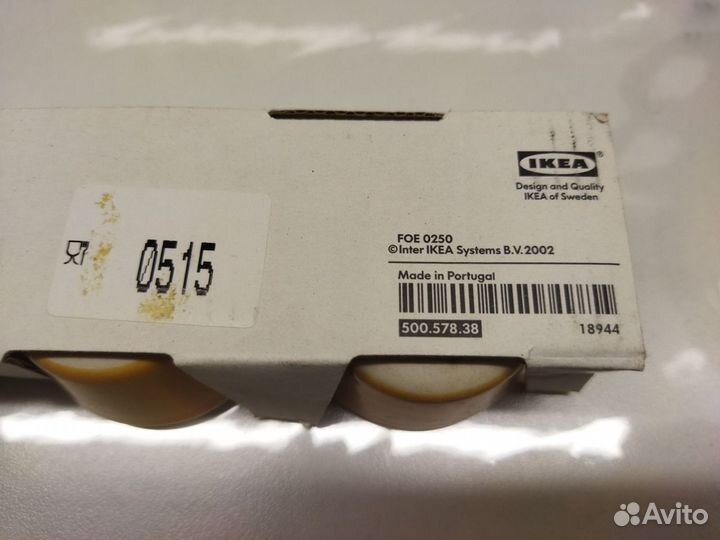 0515
IKEA®
Design and Quality
IKEA of Sweden
FOE 0250
©Inter IKEA Systems B.V. 2002
Made in Portugal
500.578.38
18944
Avito